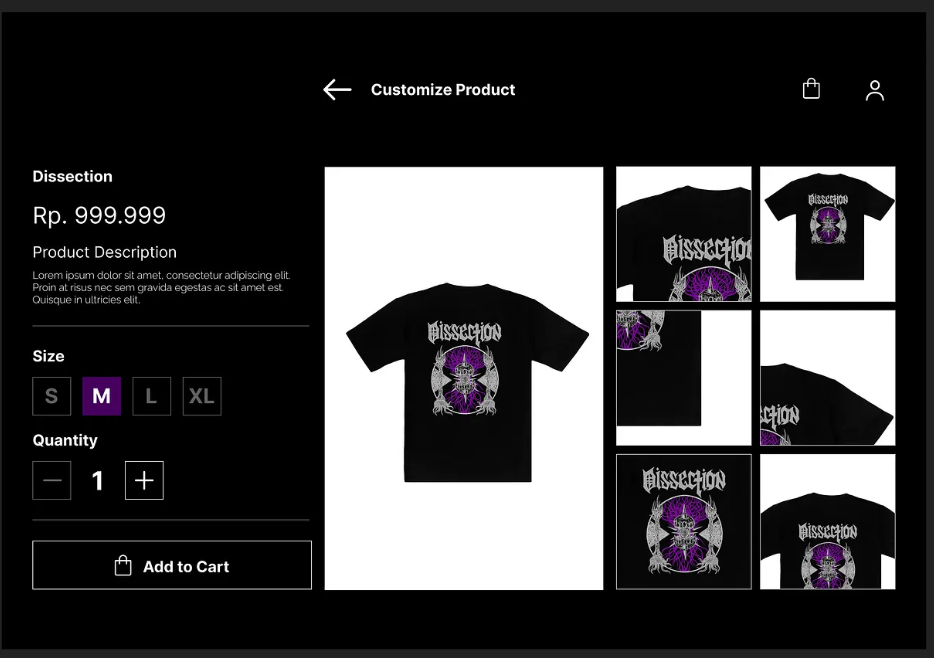 Customize Product
Dissection
Rp. 999.999
Product Description
Lorem ipsum dolor sit amet, consectetur adipiscing elit.
Proin at risus nec sem gravida egestas ac sit amet est.
Quisque in ultricies elit.
Size
S M L XL
Quantity
1
Add to Cart
Dissection
Dissection
Dissection
Dissection
Dissection